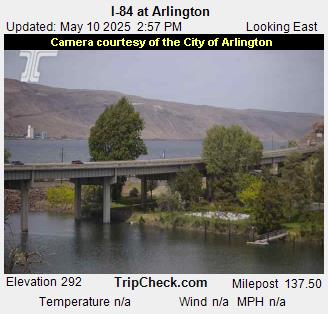 I-84 at Arlington
Updated: May 10 2025 2:57 PM Looking East
Camera courtesy of the City of Arlington
Elevation 292 TripCheck.com Milepost 137.50
Temperature n/a Wind n/a MPH n/a